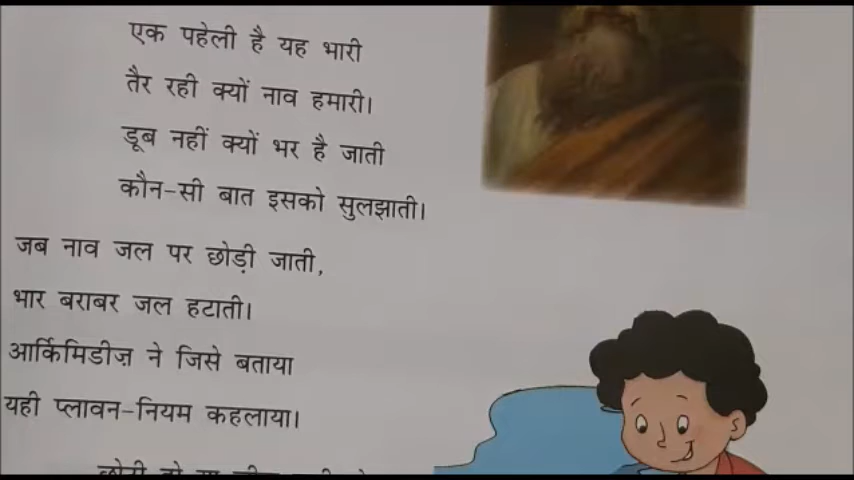 एक पहेली है यह भारी
तैर रही क्यों नाव हमारी।
डूब नहीं क्यों भर है जाती
कौन-सी बात इसको सुलझाती।
जब नाव जल पर छोड़ी जाती,
भार बराबर जल हटाती।
आर्किमिडीज़ ने जिसे बताया
यही प्लावन-नियम कहलाया।